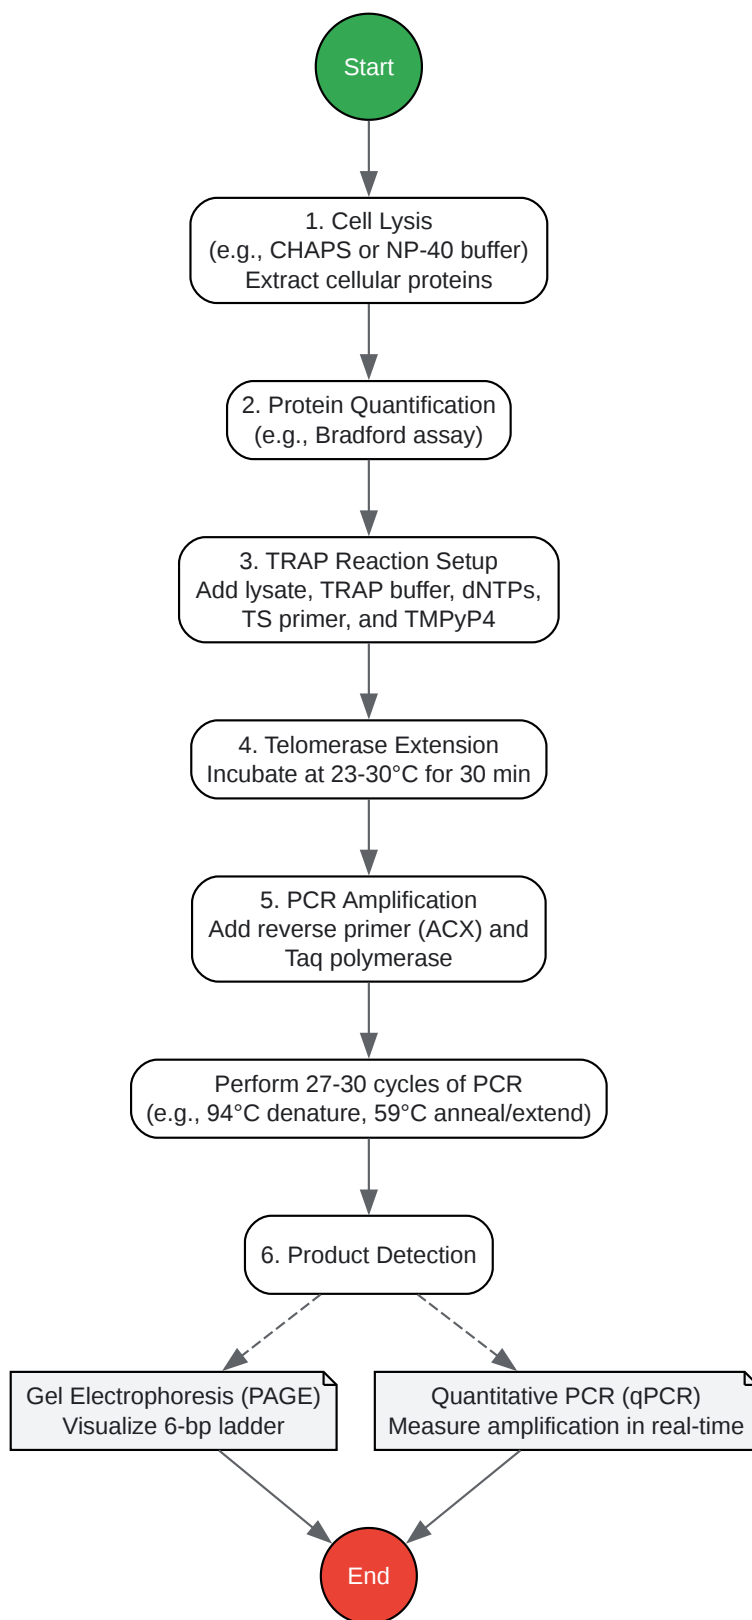 Start
1. Cell Lysis
(e.g., CHAPS or NP-40 buffer)
Extract cellular proteins
2. Protein Quantification
(e.g., Bradford assay)
3. TRAP Reaction Setup
Add lysate, TRAP buffer, dNTPs,
TS primer, and TMPyP4
4. Telomerase Extension
Incubate at 23-30°C for 30 min
5. PCR Amplification
Add reverse primer (ACX) and
Taq polymerase
Perform 27-30 cycles of PCR
(e.g., 94°C denature, 59°C anneal/extend)
6. Product Detection
Gel Electrophoresis (PAGE)
Visualize 6-bp ladder
Quantitative PCR (qPCR)
Measure amplification in real-time
End